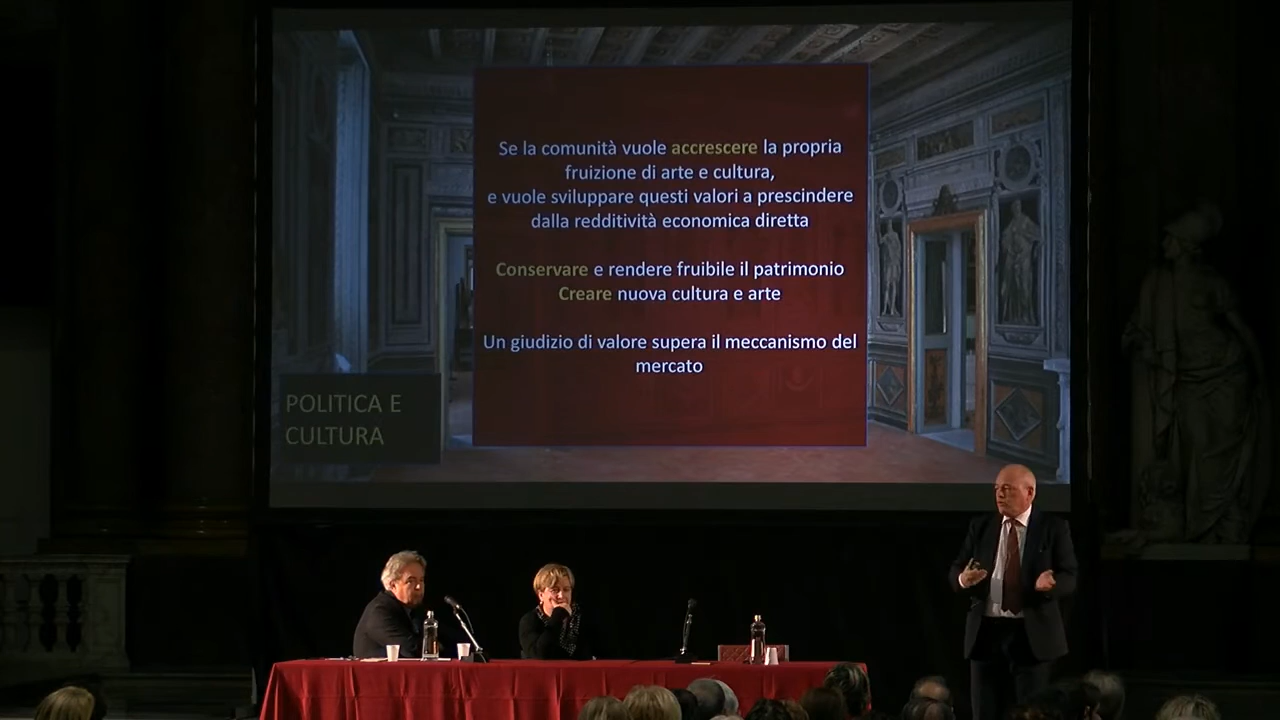 Se la comunità vuole accrescere la propria
fruizione di arte e cultura,
e vuole sviluppare questi valori a prescindere
dalla redditività economica diretta
Conservare e rendere fruibile il patrimonio
Creare nuova cultura e arte
Un giudizio di valore supera il meccanismo del
mercato
POLITICA E
CULTURA